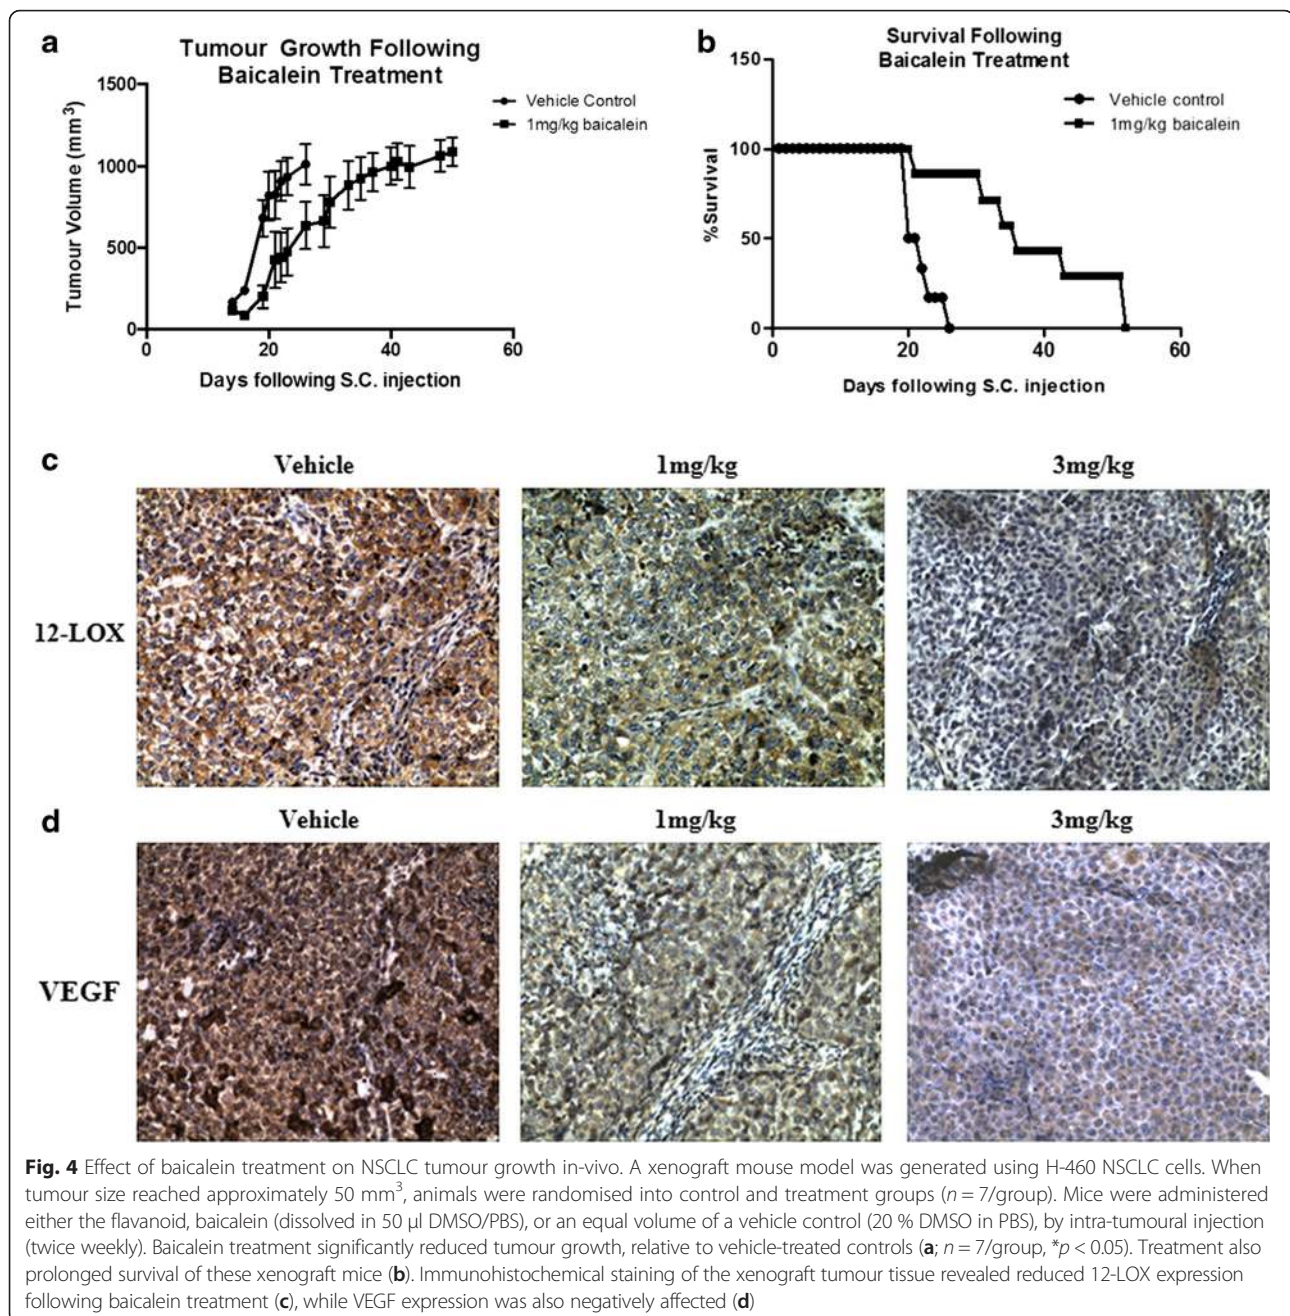 a
Tumour Growth Following
Baicalein Treatment
1500
1000
500
0
Tumour Volume (mm³)
Vehicle Control
1mg/kg baicalein
0 20 40 60
Days following S.C. injection
b
Survival Following
Baicalein Treatment
150
100
50
0
%Survival
Vehicle control
1mg/kg baicalein
0 20 40 60
Days following S.C. injection
c
Vehicle 1mg/kg 3mg/kg
12-LOX
d
Vehicle 1mg/kg 3mg/kg
VEGF
Fig. 4 Effect of baicalein treatment on NSCLC tumour growth in-vivo. A xenograft mouse model was generated using H-460 NSCLC cells. When
tumour size reached approximately 50 mm³, animals were randomised into control and treatment groups (n = 7/group). Mice were administered
either the flavanoid, baicalein (dissolved in 50 μl DMSO/PBS), or an equal volume of a vehicle control (20 % DMSO in PBS), by intra-tumoural injection
(twice weekly). Baicalein treatment significantly reduced tumour growth, relative to vehicle-treated controls (a; n = 7/group, *p < 0.05). Treatment also
prolonged survival of these xenograft mice (b). Immunohistochemical staining of the xenograft tumour tissue revealed reduced 12-LOX expression
following baicalein treatment (c), while VEGF expression was also negatively affected (d)